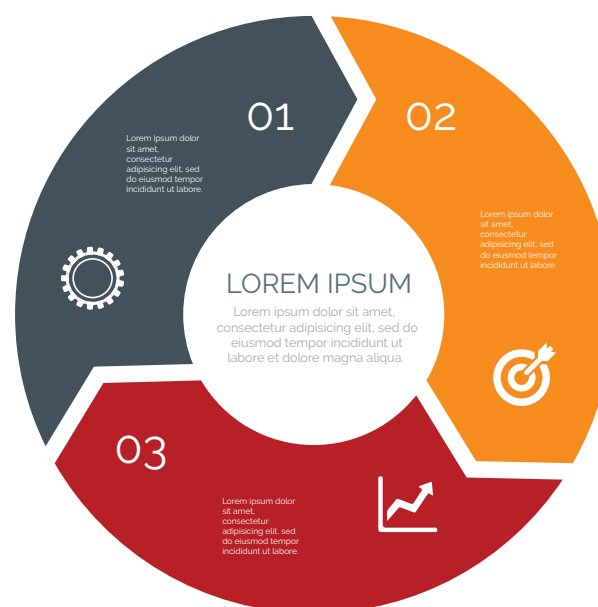 01
Lorem ipsum dolor
sit amet,
consectetur
adipisicing elit, sed
do eiusmod tempor
incididunt ut labore.
02
Lorem ipsum dolor
sit amet,
consectetur
adipisicing elit, sed
do eiusmod tempor
incididunt ut labore.
LOREM IPSUM
Lorem ipsum dolor sit amet,
consectetur adipisicing elit, sed do
eiusmod tempor incididunt ut
labore et dolore magna aliqua.
03
Lorem ipsum dolor
sit amet,
consectetur
adipisicing elit, sed
do eiusmod tempor
incididunt ut labore.